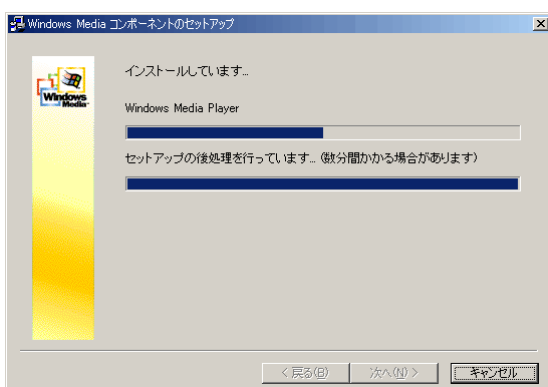 Windows Media コンポーネントのセットアップ
Windows Media
インストールしています...
Windows Media Player
セットアップの後処理を行っています... (数分間かかる場合があります)
< 戻る(B)
次へ(N) >
キャンセル